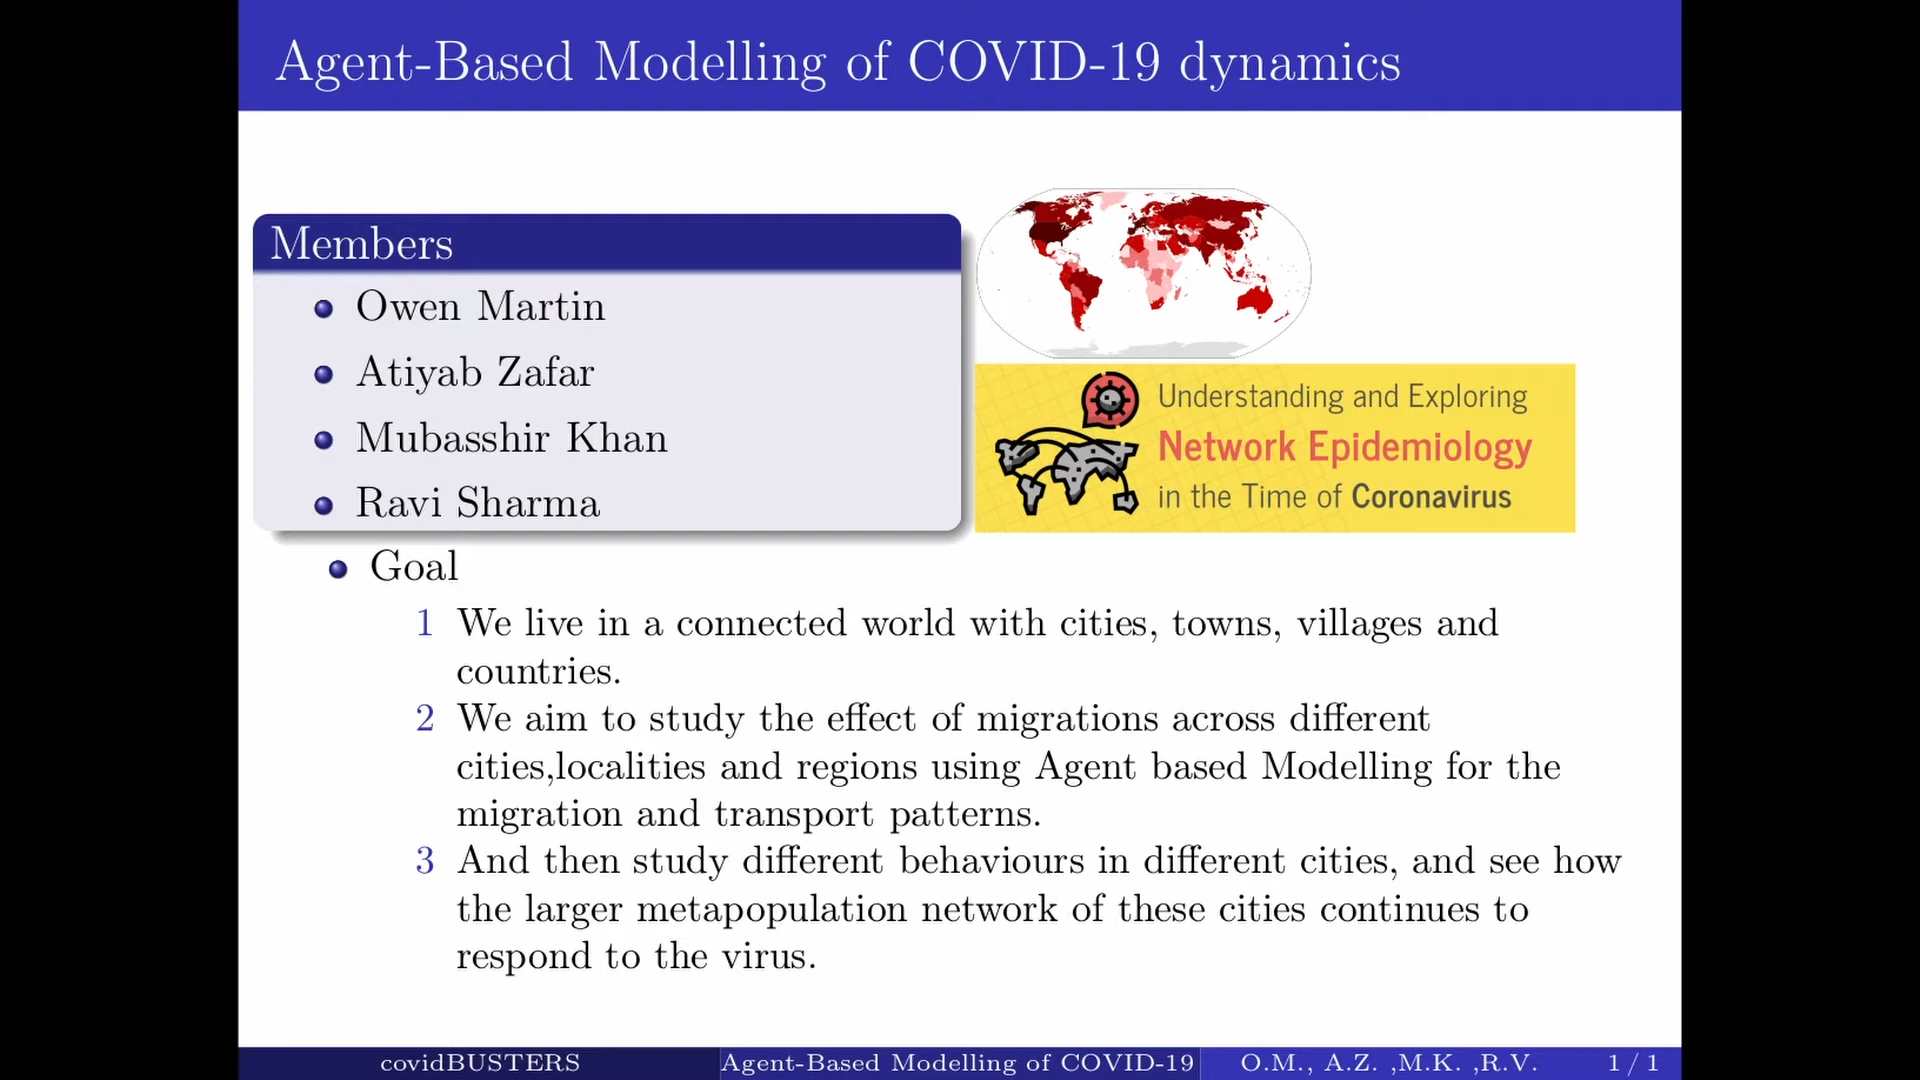 Agent-Based Modelling of COVID-19 dynamics
Members
Owen Martin
Atiyab Zafar
Mubasshir Khan
Ravi Sharma
Understanding and Exploring
Network Epidemiology
in the Time of Coronavirus
Goal
1 We live in a connected world with cities, towns, villages and
countries.
2 We aim to study the effect of migrations across different
cities,localities and regions using Agent based Modelling for the
migration and transport patterns.
3 And then study different behaviours in different cities, and see how
the larger metapopulation network of these cities continues to
respond to the virus.
covidBUSTERS
Agent-Based Modelling of COVID-19
O.M., A.Z. ,M.K. ,R.V.
1 / 1